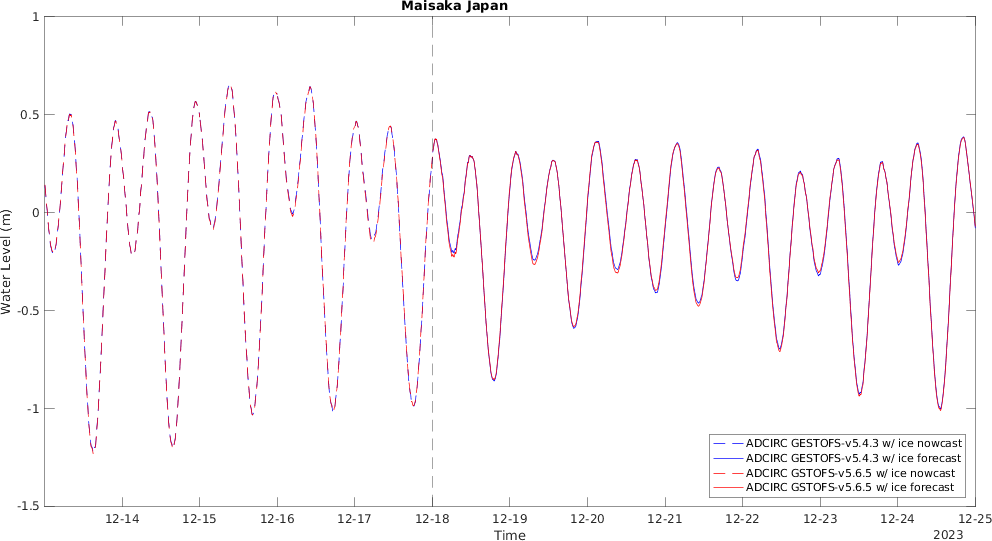 Maisaka Japan
1
0.5
0
-0.5
-1
-1.5
Water Level (m)
12-14 12-15 12-16 12-17 12-18 12-19 12-20 12-21 12-22 12-23 12-24 12-25
Time
2023
ADCIRC GESTOFS-v5.4.3 w/ ice nowcast
ADCIRC GESTOFS-v5.4.3 w/ ice forecast
ADCIRC GSTOFS-v5.6.5 w/ ice nowcast
ADCIRC GSTOFS-v5.6.5 w/ ice forecast